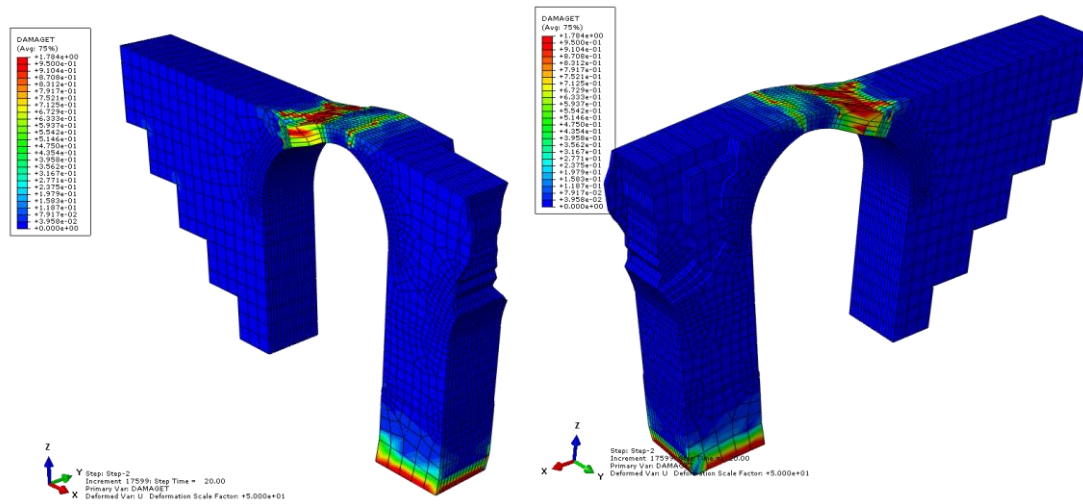 DAMAGET
(Avg: 75%)
+1.784e+00
+9.500e-01
+9.104e-01
+8.708e-01
+8.312e-01
+7.917e-01
+7.521e-01
+7.125e-01
+6.729e-01
+6.333e-01
+5.937e-01
+5.542e-01
+5.146e-01
+4.750e-01
+4.354e-01
+3.958e-01
+3.562e-01
+3.167e-01
+2.771e-01
+2.375e-01
+1.979e-01
+1.583e-01
+1.187e-01
+7.917e-02
+3.958e-02
+0.000e+00
Z
Y
X
Step: Step-2
Increment 17599: Step Time = 20.00
Primary Var: DAMAGET
Deformed Var: U Deformation Scale Factor: +5.000e+01
DAMAGET
(Avg: 75%)
+1.784e+00
+9.500e-01
+9.104e-01
+8.708e-01
+8.312e-01
+7.917e-01
+7.521e-01
+7.125e-01
+6.729e-01
+6.333e-01
+5.937e-01
+5.542e-01
+5.146e-01
+4.750e-01
+4.354e-01
+3.958e-01
+3.562e-01
+3.167e-01
+2.771e-01
+2.375e-01
+1.979e-01
+1.583e-01
+1.187e-01
+7.917e-02
+3.958e-02
+0.000e+00
Z
X
Y
Step: Step-2
Increment 17599: Step Time = 20.00
Primary Var: DAMAGET
Deformed Var: U Deformation Scale Factor: +5.000e+01